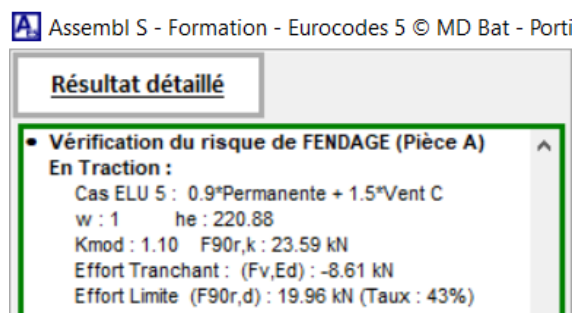 Assembl S - Formation - Eurocodes 5 © MD Bat - Porti
Résultat détaillé
• Vérification du risque de FENDAGE (Pièce A)
En Traction :
Cas ELU 5 : 0.9*Permanente + 1.5*Vent C
w : 1 he : 220.88
Kmod : 1.10 F90r,k : 23.59 kN
Effort Tranchant : (Fv,Ed) : -8.61 kN
Effort Limite (F90r,d) : 19.96 kN (Taux : 43%)